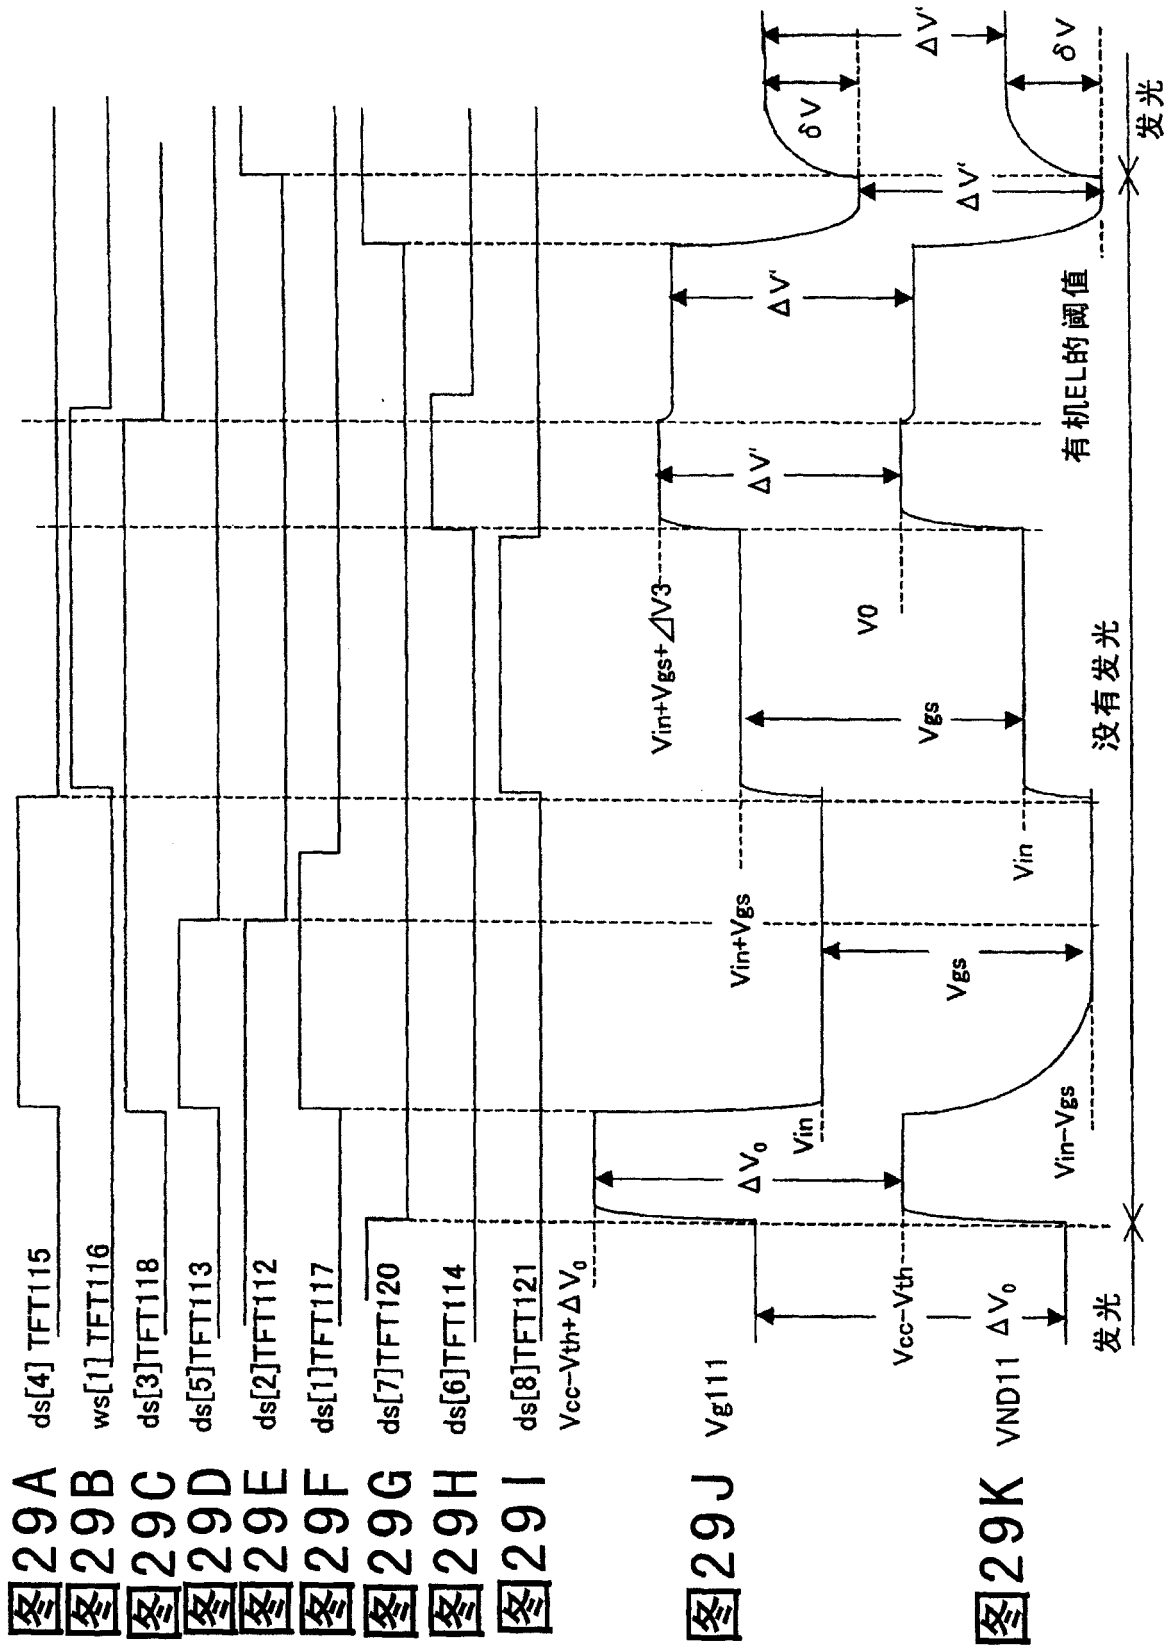 图29A ds[4] TFT115
图29B ws[1] TFT116
图29C ds[3]TFT118
图29D ds[5]TFT113
图29E ds[2]TFT112
图29F ds[1]TFT117
图29G ds[7]TFT120
图29H ds[6]TFT114
图29I ds[8]TFT121
Vcc-Vth+ΔV₀
Vin
Vin+Vgs
Vin+Vgs+⊿V3
图29J Vg111
ΔV₀
Vgs
ΔV'
ΔV'
δV
ΔV'
Vcc-Vth
Vgs
Vin
V0
ΔV'
图29K VND11
ΔV₀
Vin-Vgs
有机EL的阈值
δV
发光
没有发光
发光